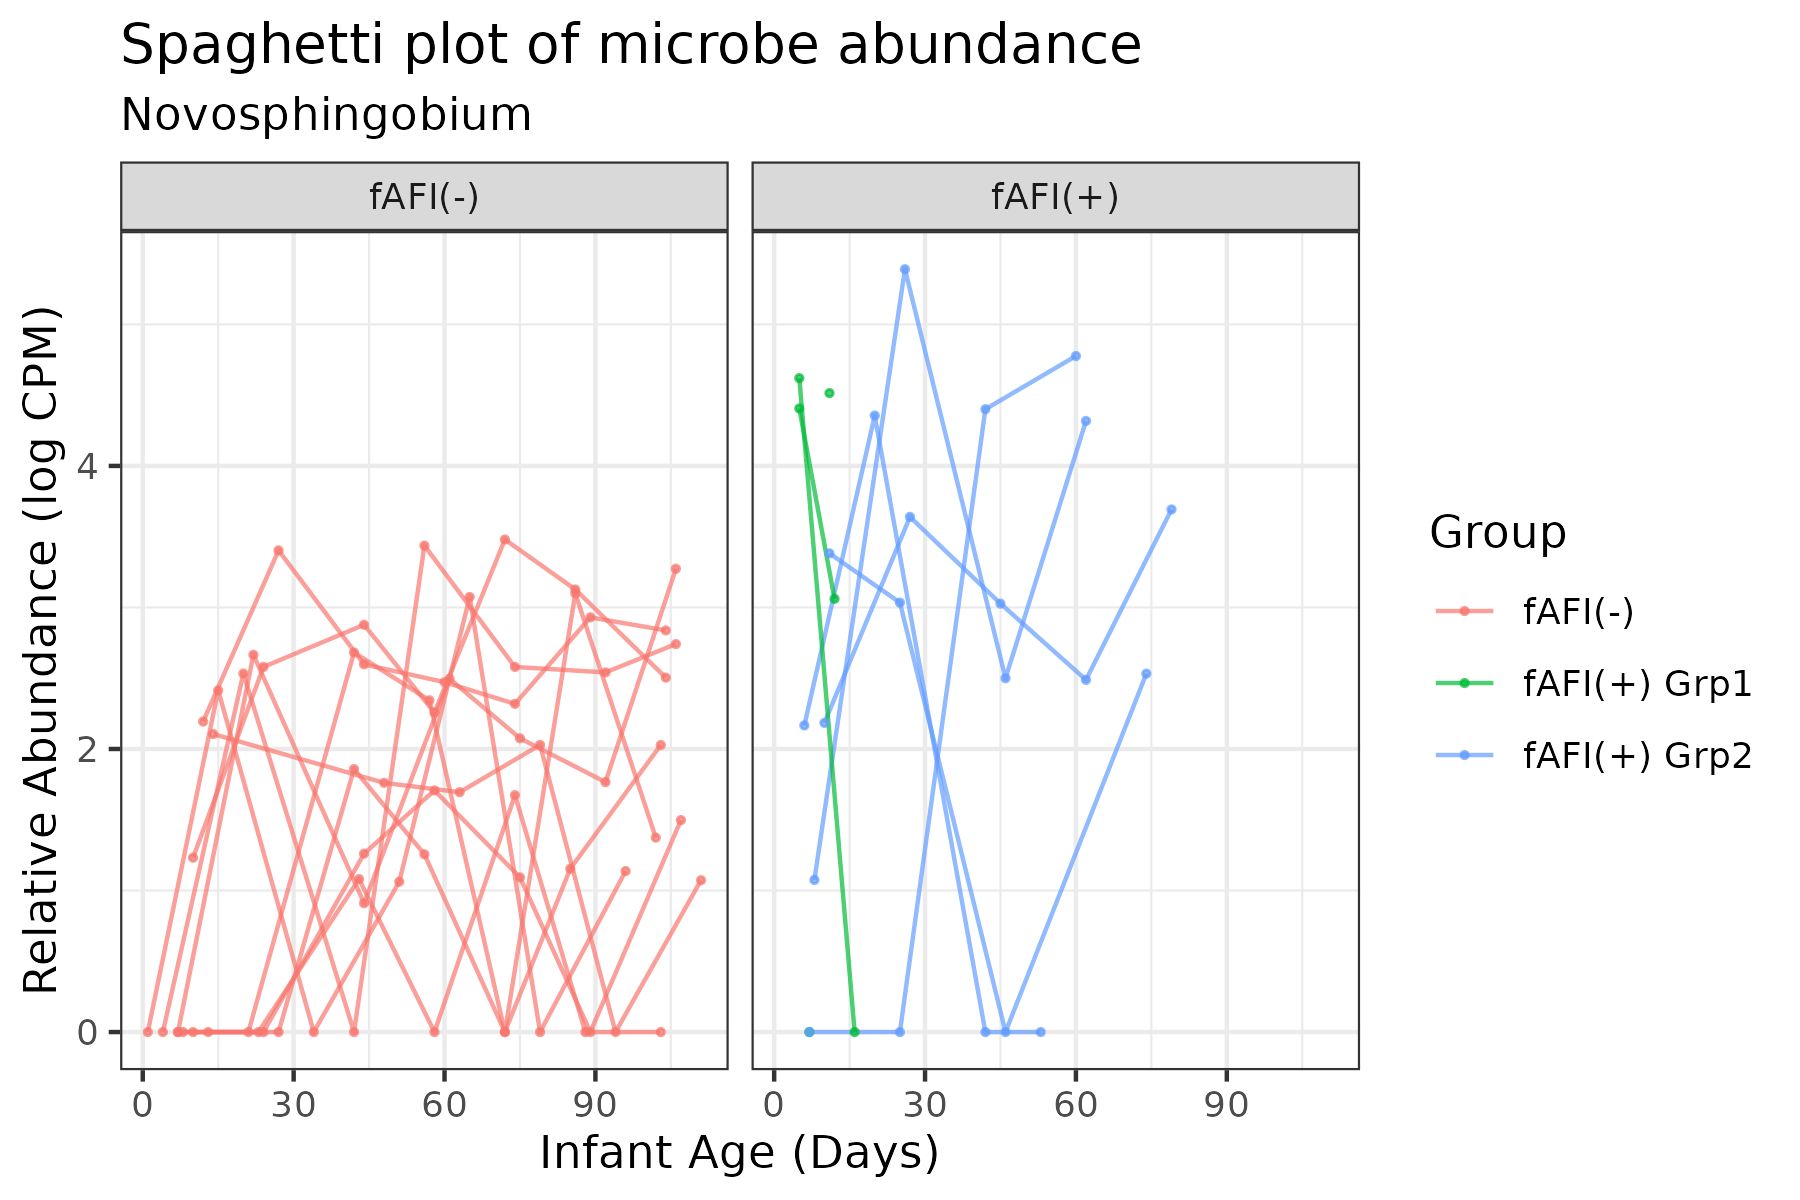 Spaghetti plot of microbe abundance
Novosphingobium
fAFI(-)
fAFI(+)
Relative Abundance (log CPM)
4
2
0
0
30
60
90
0
30
60
90
Infant Age (Days)
Group
fAFI(-)
fAFI(+) Grp1
fAFI(+) Grp2